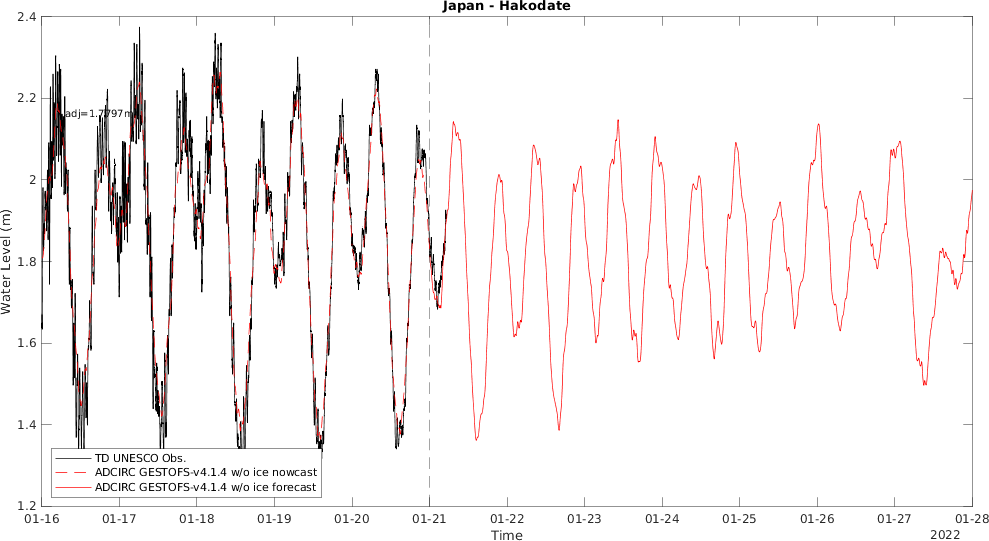 Japan - Hakodate
2.4
2.2
2
1.8
1.6
1.4
1.2
Water Level (m)
adj=1.7797m
TD UNESCO Obs.
ADCIRC GESTOFS-v4.1.4 w/o ice nowcast
ADCIRC GESTOFS-v4.1.4 w/o ice forecast
01-16 01-17 01-18 01-19 01-20 01-21 01-22 01-23 01-24 01-25 01-26 01-27 01-28
Time
2022